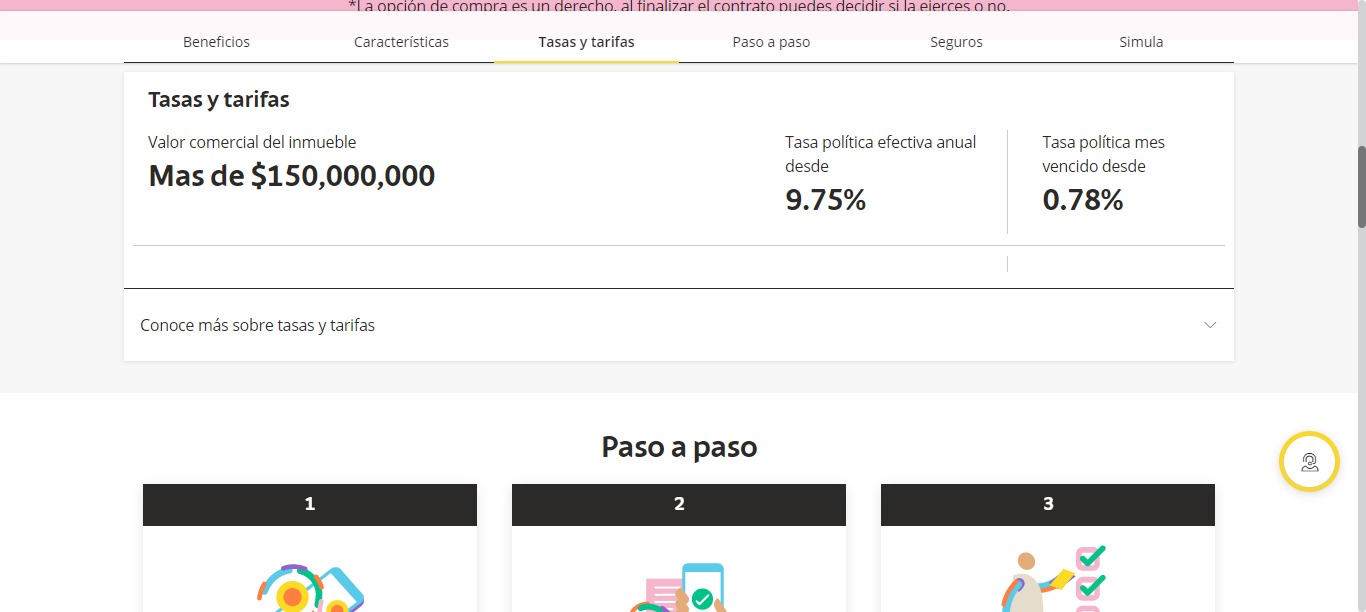 *La opción de compra es un derecho, al finalizar el contrato puedes decidir si la ejerces o no.
Beneficios
Características
Tasas y tarifas
Paso a paso
Seguros
Simula
Tasas y tarifas
Valor comercial del inmueble
Mas de $150,000,000
Tasa política efectiva anual
desde
9.75%
Tasa política mes
vencido desde
0.78%
Conoce más sobre tasas y tarifas
Paso a paso
1
2
3